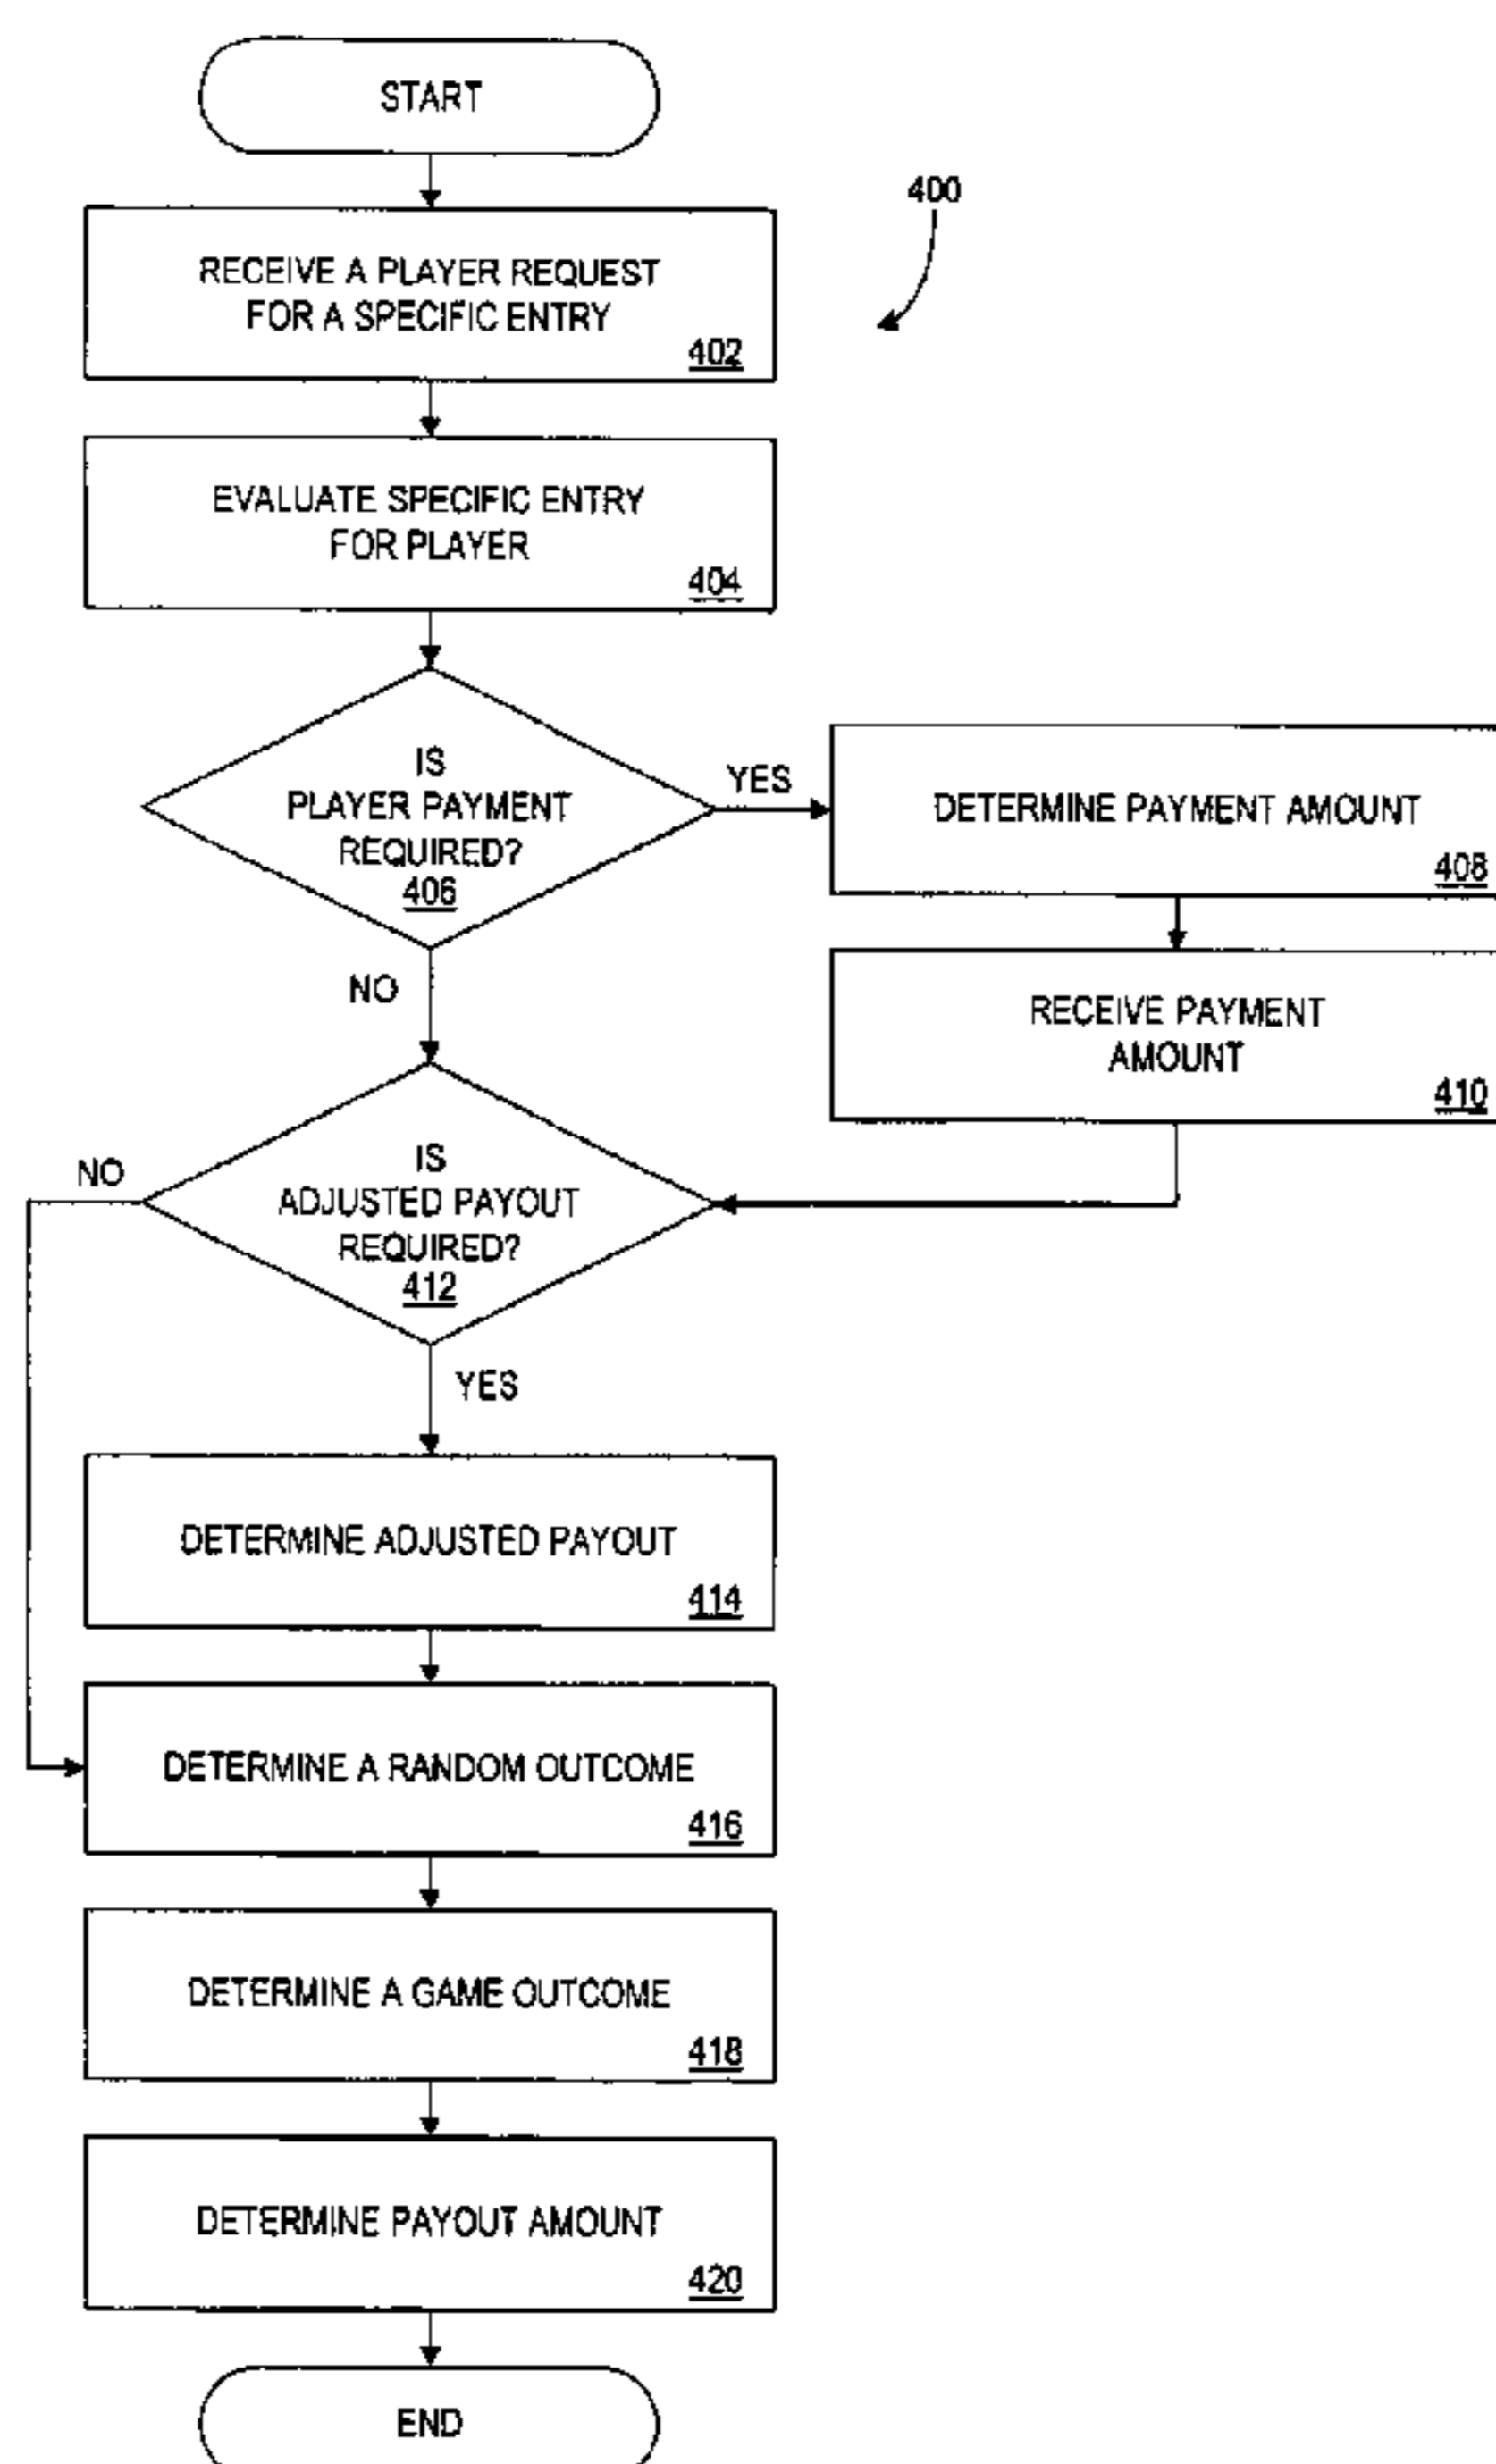 START
400
RECEIVE A PLAYER REQUEST
FOR A SPECIFIC ENTRY
402
EVALUATE SPECIFIC ENTRY
FOR PLAYER
404
IS
PLAYER PAYMENT
REQUIRED?
406
YES
DETERMINE PAYMENT AMOUNT
408
NO
RECEIVE PAYMENT
AMOUNT
410
IS
ADJUSTED PAYOUT
REQUIRED?
412
NO
YES
DETERMINE ADJUSTED PAYOUT
414
DETERMINE A RANDOM OUTCOME
416
DETERMINE A GAME OUTCOME
418
DETERMINE PAYOUT AMOUNT
420
END